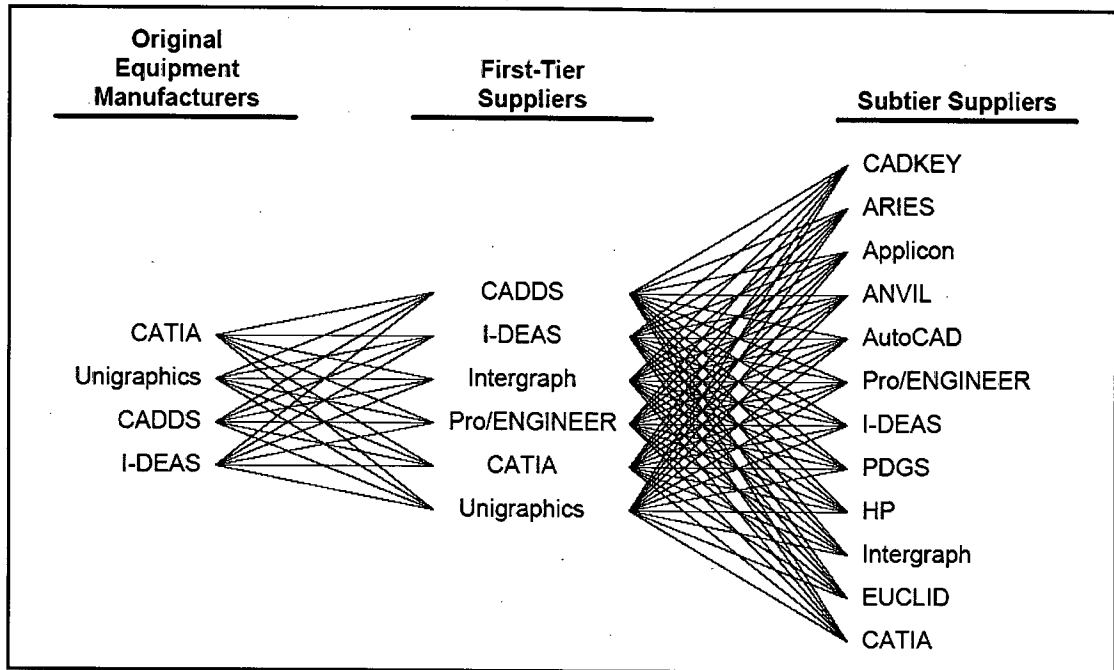 Original
Equipment
Manufacturers
First-Tier
Suppliers
Subtier Suppliers
CATIA
Unigraphics
CADDS
I-DEAS
CADDS
I-DEAS
Intergraph
Pro/ENGINEER
CATIA
Unigraphics
CADKEY
ARIES
Applicon
ANVIL
AutoCAD
Pro/ENGINEER
I-DEAS
PDGS
HP
Intergraph
EUCLID
CATIA